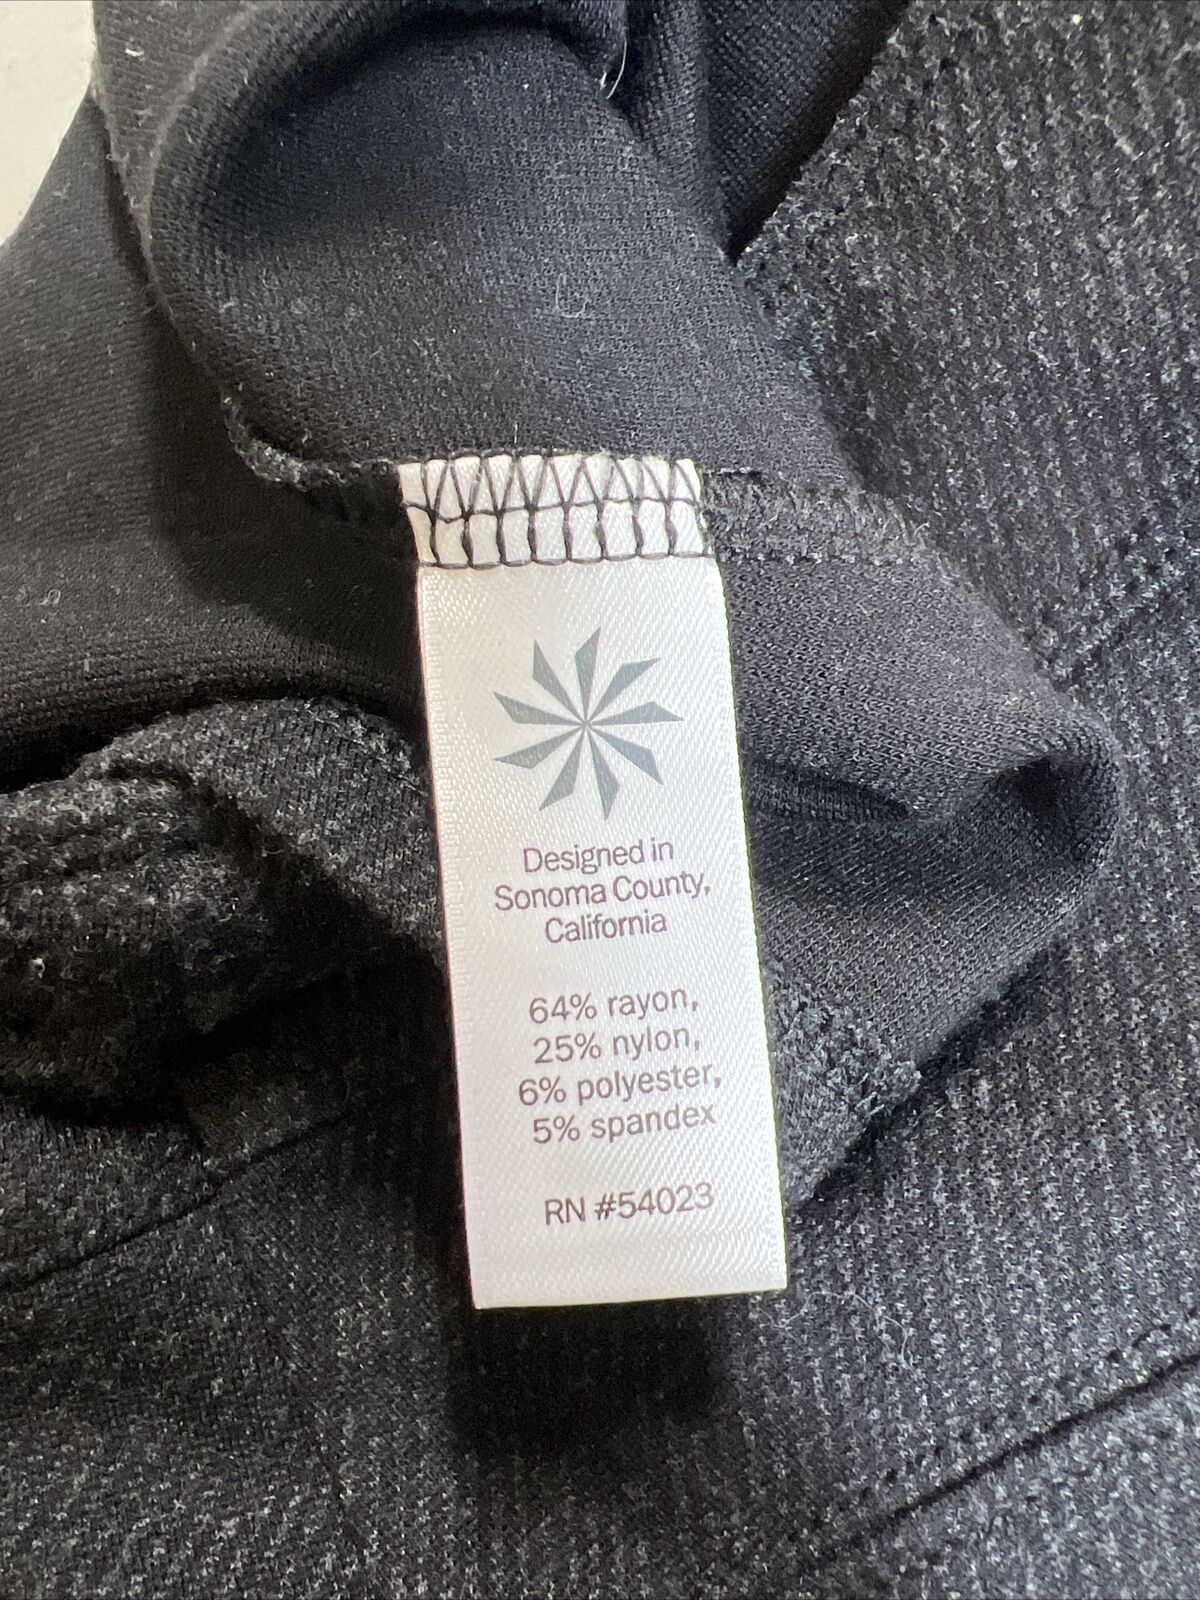 Designed in
Sonoma County,
California
64% rayon,
25% nylon,
6% polyester,
5% spandex
RN #54023